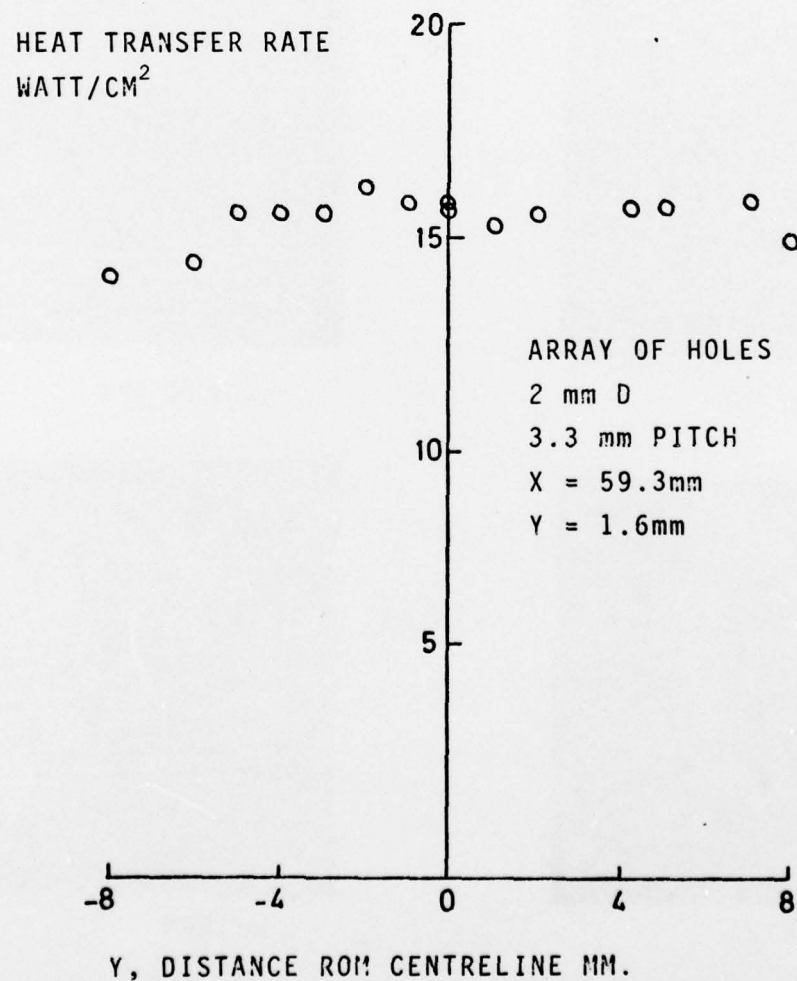 HEAT TRANSFER RATE
WATT/CM²
20
15
10
5
ARRAY OF HOLES
2 mm D
3.3 mm PITCH
X = 59.3mm
Y = 1.6mm
-8 -4 0 4 8
Y, DISTANCE ROM CENTRELINE MM.